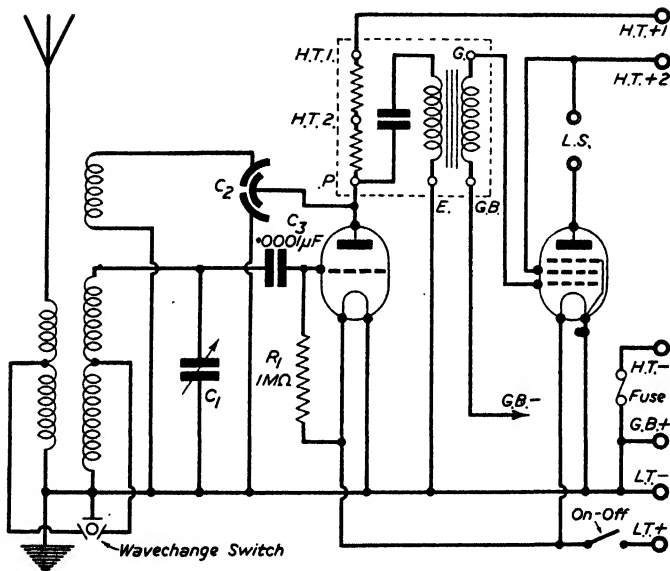 H.T.+1
H.T.1.
G.
H.T.+2
H.T.2.
L.S.
C2
P.
E.
G.B.
C3
.0001µF
R1
1MΩ
C1
G.B.-
H.T.-
Fuse
G.B.+
L.T.-
On-Off
L.T.+
Wavechange Switch